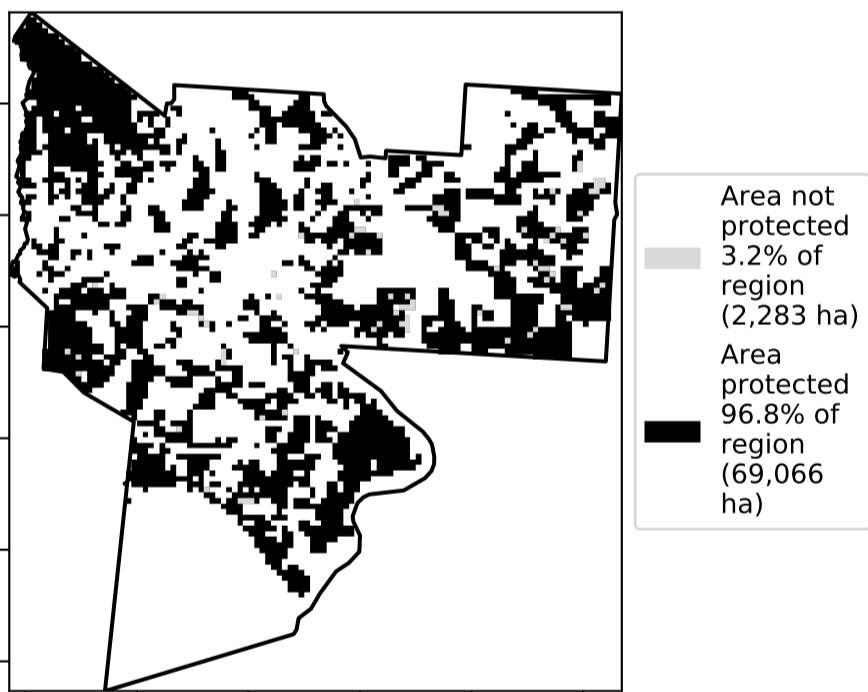 Area not
protected
3.2% of
region
(2,283 ha)
Area
protected
96.8% of
region
(69,066
ha)